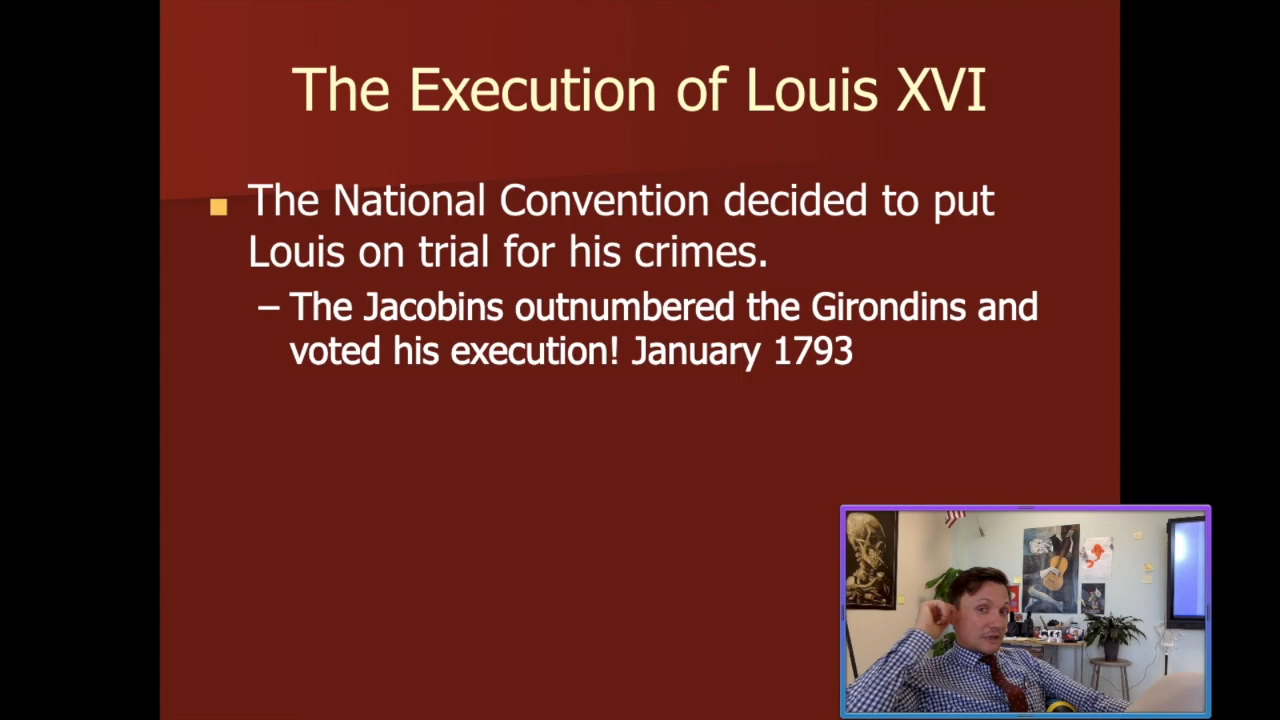 The Execution of Louis XVI
The National Convention decided to put
Louis on trial for his crimes.
– The Jacobins outnumbered the Girondins and
voted his execution! January 1793